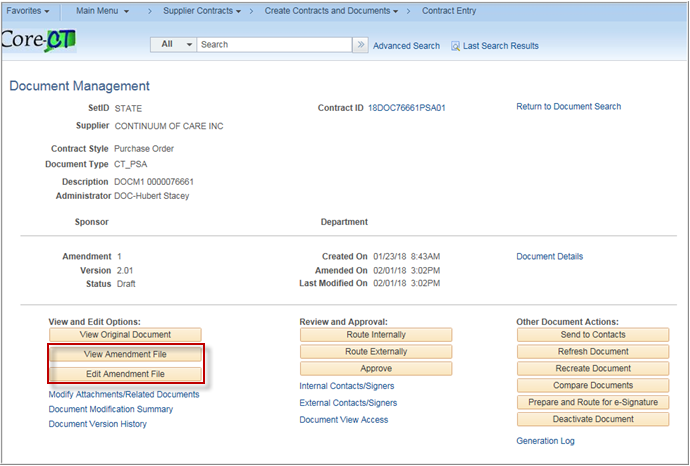 Favorites Main Menu > Supplier Contracts > Create Contracts and Documents > Contract Entry
Core-CT All Search » Advanced Search Last Search Results
Document Management
SetID STATE Contract ID 18DOC76661PSA01 Return to Document Search
Supplier CONTINUUM OF CARE INC
Contract Style Purchase Order
Document Type CT_PSA
Description DOCM1 0000076661
Administrator DOC-Hubert Stacey
Sponsor Department
Amendment 1 Created On 01/23/18 8:43AM Document Details
Version 2.01 Amended On 02/01/18 3:02PM
Status Draft Last Modified On 02/01/18 3:02PM
View and Edit Options: Review and Approval: Other Document Actions:
View Original Document Route Internally Send to Contacts
View Amendment File Route Externally Refresh Document
Edit Amendment File Approve Recreate Document
Internal Contacts/Signers Compare Documents
Modify Attachments/Related Documents External Contacts/Signers Prepare and Route for e-Signature
Document Modification Summary Document View Access Deactivate Document
Document Version History
Generation Log